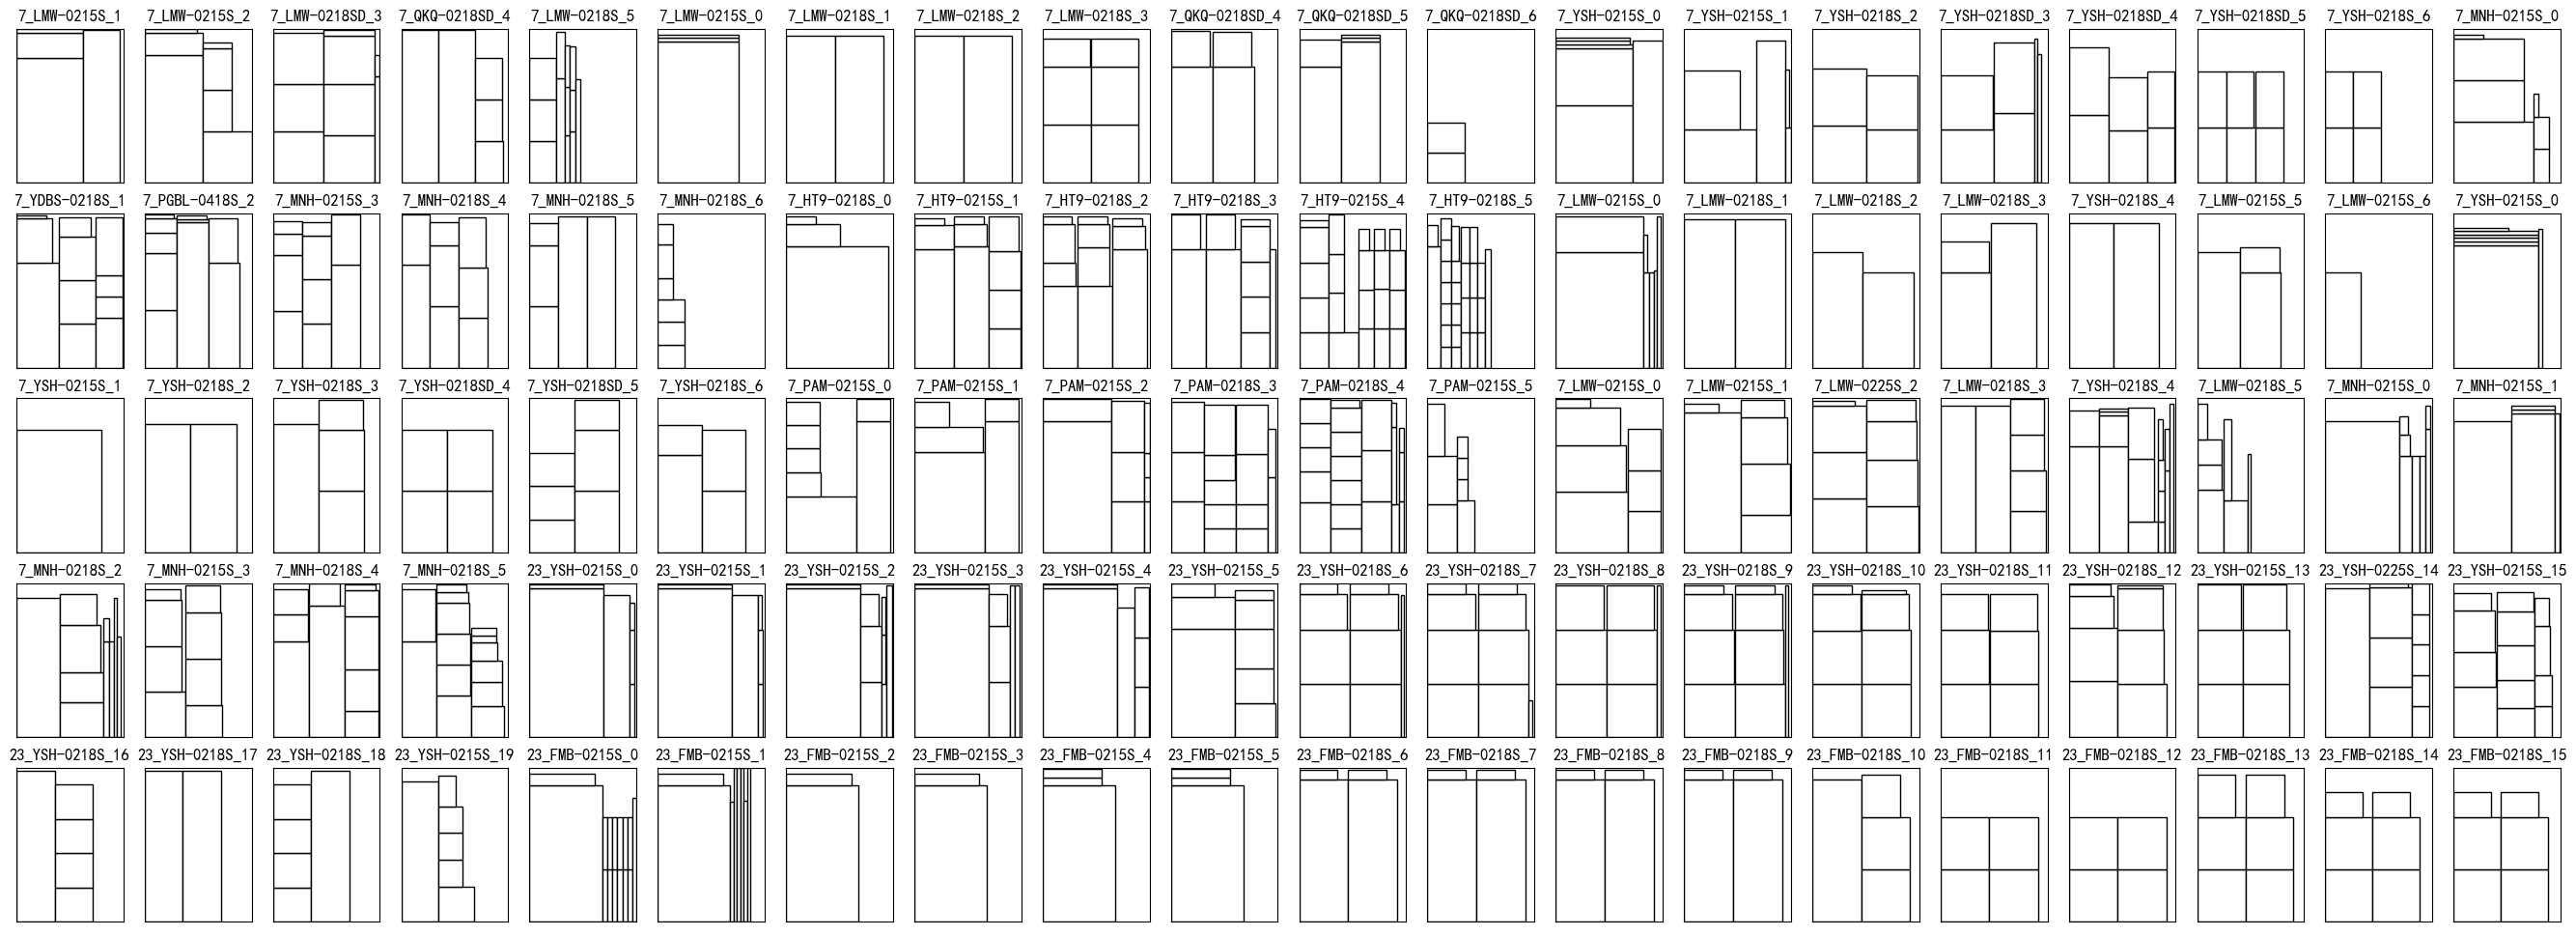 7_LMW-0215S_1 7_LMW-0215S_2 7_LMW-0218SD_3 7_QKQ-0218SD_4 7_LMW-0218S_5 7_LMW-0215S_0 7_LMW-0218S_1 7_LMW-0218S_2 7_LMW-0218S_3 7_QKQ-0218SD_4 7_QKQ-0218SD_5 7_QKQ-0218SD_6 7_YSH-0215S_0 7_YSH-0215S_1 7_YSH-0218S_2 7_YSH-0218SD_3 7_YSH-0218SD_4 7_YSH-0218SD_5 7_YSH-0218S_6 7_MNH-0215S_0
7_YDBS-0218S_1 7_PGBL-0418S_2 7_MNH-0215S_3 7_MNH-0218S_4 7_MNH-0218S_5 7_MNH-0218S_6 7_HT9-0218S_0 7_HT9-0215S_1 7_HT9-0218S_2 7_HT9-0218S_3 7_HT9-0215S_4 7_HT9-0218S_5 7_LMW-0215S_0 7_LMW-0218S_1 7_LMW-0218S_2 7_LMW-0218S_3 7_YSH-0218S_4 7_LMW-0215S_5 7_LMW-0215S_6 7_YSH-0215S_0
7_YSH-0215S_1 7_YSH-0218S_2 7_YSH-0218S_3 7_YSH-0218SD_4 7_YSH-0218SD_5 7_YSH-0218S_6 7_PAM-0215S_0 7_PAM-0215S_1 7_PAM-0215S_2 7_PAM-0218S_3 7_PAM-0218S_4 7_PAM-0215S_5 7_LMW-0215S_0 7_LMW-0215S_1 7_LMW-0225S_2 7_LMW-0218S_3 7_YSH-0218S_4 7_LMW-0218S_5 7_MNH-0215S_0 7_MNH-0215S_1
7_MNH-0218S_2 7_MNH-0215S_3 7_MNH-0218S_4 7_MNH-0218S_5 23_YSH-0215S_0 23_YSH-0215S_1 23_YSH-0215S_2 23_YSH-0215S_3 23_YSH-0215S_4 23_YSH-0215S_5 23_YSH-0218S_6 23_YSH-0218S_7 23_YSH-0218S_8 23_YSH-0218S_9 23_YSH-0218S_10 23_YSH-0218S_11 23_YSH-0218S_12 23_YSH-0215S_13 23_YSH-0225S_14 23_YSH-0215S_15
23_YSH-0218S_16 23_YSH-0218S_17 23_YSH-0218S_18 23_YSH-0215S_19 23_FMB-0215S_0 23_FMB-0215S_1 23_FMB-0215S_2 23_FMB-0215S_3 23_FMB-0215S_4 23_FMB-0215S_5 23_FMB-0218S_6 23_FMB-0218S_7 23_FMB-0218S_8 23_FMB-0218S_9 23_FMB-0218S_10 23_FMB-0218S_11 23_FMB-0218S_12 23_FMB-0218S_13 23_FMB-0218S_14 23_FMB-0218S_15